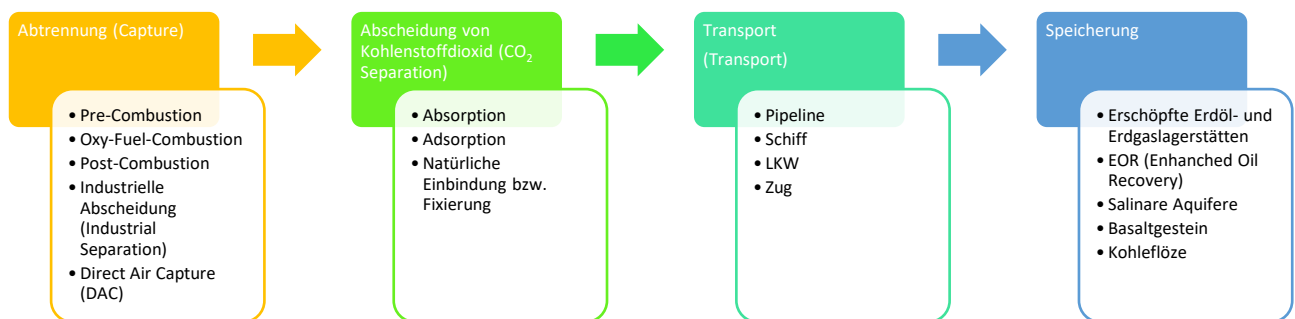 Abtrennung (Capture)
• Pre-Combustion
• Oxy-Fuel-Combustion
• Post-Combustion
• Industrielle
Abscheidung
(Industrial
Separation)
• Direct Air Capture
(DAC)
Abscheidung von
Kohlenstoffdioxid (CO₂
Separation)
• Absorption
• Adsorption
• Natürliche
Einbindung bzw.
Fixierung
Transport
(Transport)
• Pipeline
• Schiff
• LKW
• Zug
Speicherung
• Erschöpfte Erdöl- und
Erdgaslagerstätten
• EOR (Enhanched Oil
Recovery)
• Salinare Aquifere
• Basaltgestein
• Kohleflöze